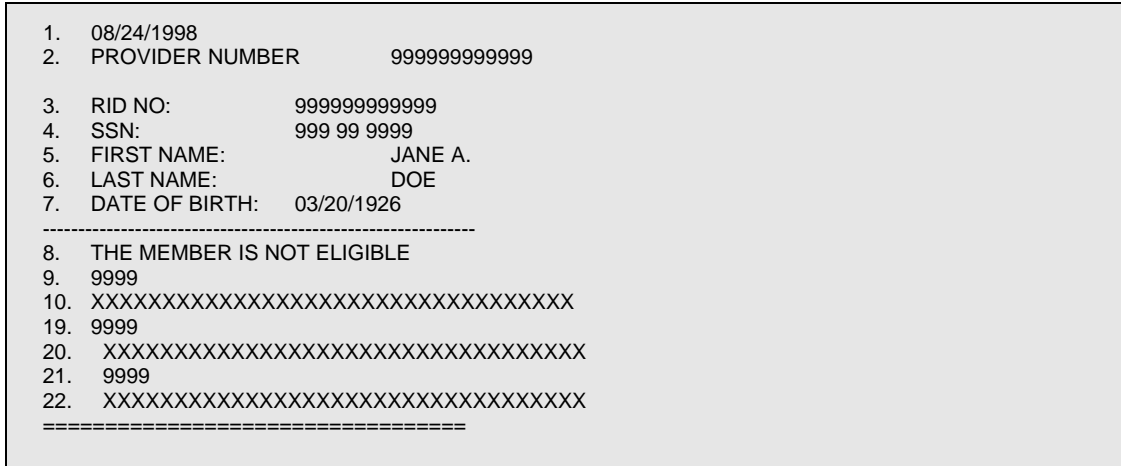 1. 08/24/1998
2. PROVIDER NUMBER 999999999999
3. RID NO: 999999999999
4. SSN: 999 99 9999
5. FIRST NAME: JANE A.
6. LAST NAME: DOE
7. DATE OF BIRTH: 03/20/1926
-------------------------------------------------------------
8. THE MEMBER IS NOT ELIGIBLE
9. 9999
10. XXXXXXXXXXXXXXXXXXXXXXXXXXXXXXXXXX
19. 9999
20. XXXXXXXXXXXXXXXXXXXXXXXXXXXXXXXXXX
21. 9999
22. XXXXXXXXXXXXXXXXXXXXXXXXXXXXXXXXXX
==================================